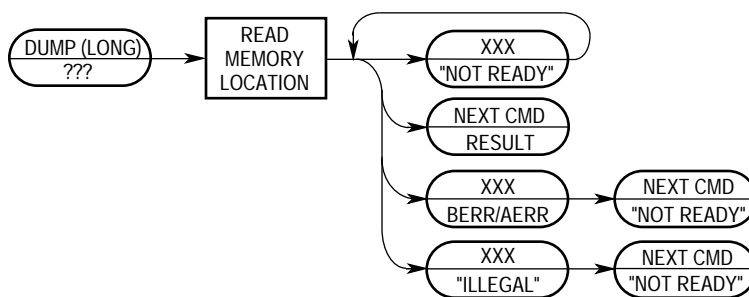 DUMP (LONG)
???
READ
MEMORY
LOCATION
XXX
"NOT READY"
NEXT CMD
RESULT
XXX
BERR/AERR
NEXT CMD
"NOT READY"
XXX
"ILLEGAL"
NEXT CMD
"NOT READY"